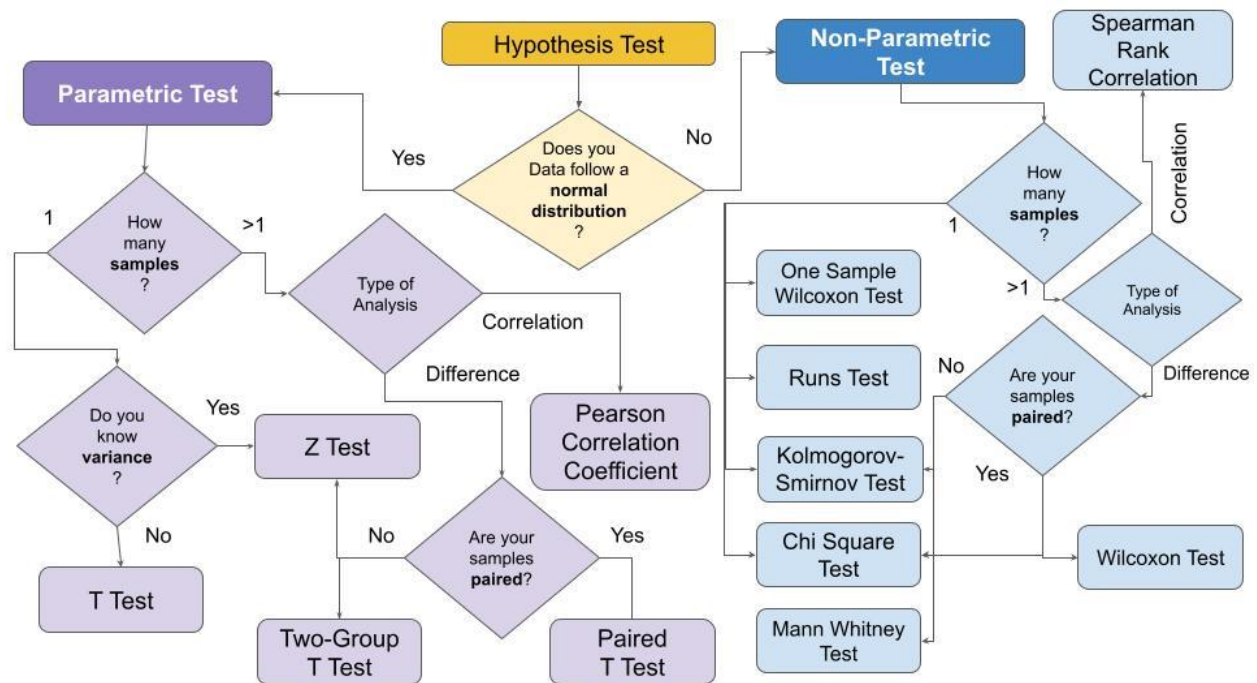 Hypothesis Test
Non-Parametric
Test
Spearman
Rank
Correlation
Parametric Test
Yes
Does you
Data follow a
normal
distribution
?
No
How
many
samples
?
Correlation
1
>1
How
many
samples
?
1
>1
Type of
Analysis
Correlation
Difference
One Sample
Wilcoxon Test
Type of
Analysis
Difference
Runs Test
No
Are your
samples
paired?
Yes
Do you
know
variance
?
Yes
No
Z Test
T Test
Pearson
Correlation
Coefficient
Kolmogorov-
Smirnov Test
No
Are your
samples
paired?
Yes
Chi Square
Test
Wilcoxon Test
Two-Group
T Test
Paired
T Test
Mann Whitney
Test